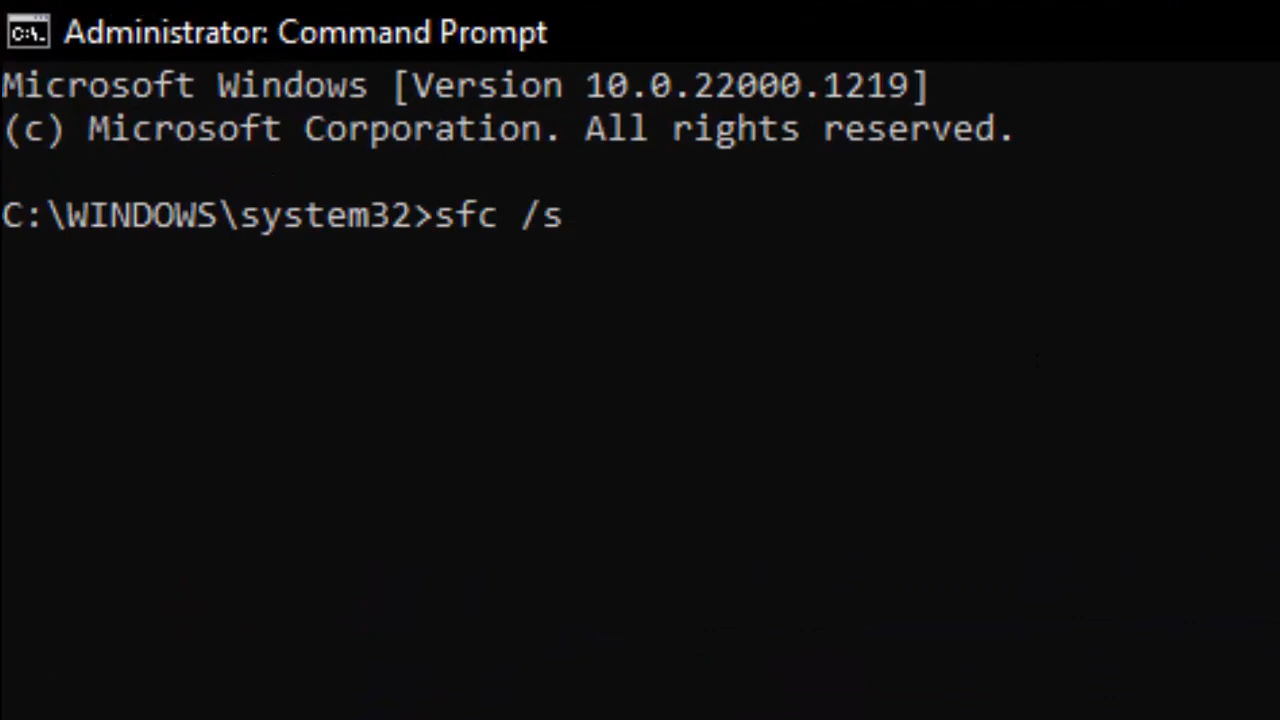 Administrator: Command Prompt
Microsoft Windows [Version 10.0.22000.1219]
(c) Microsoft Corporation. All rights reserved.
C:\WINDOWS\system32>sfc /s